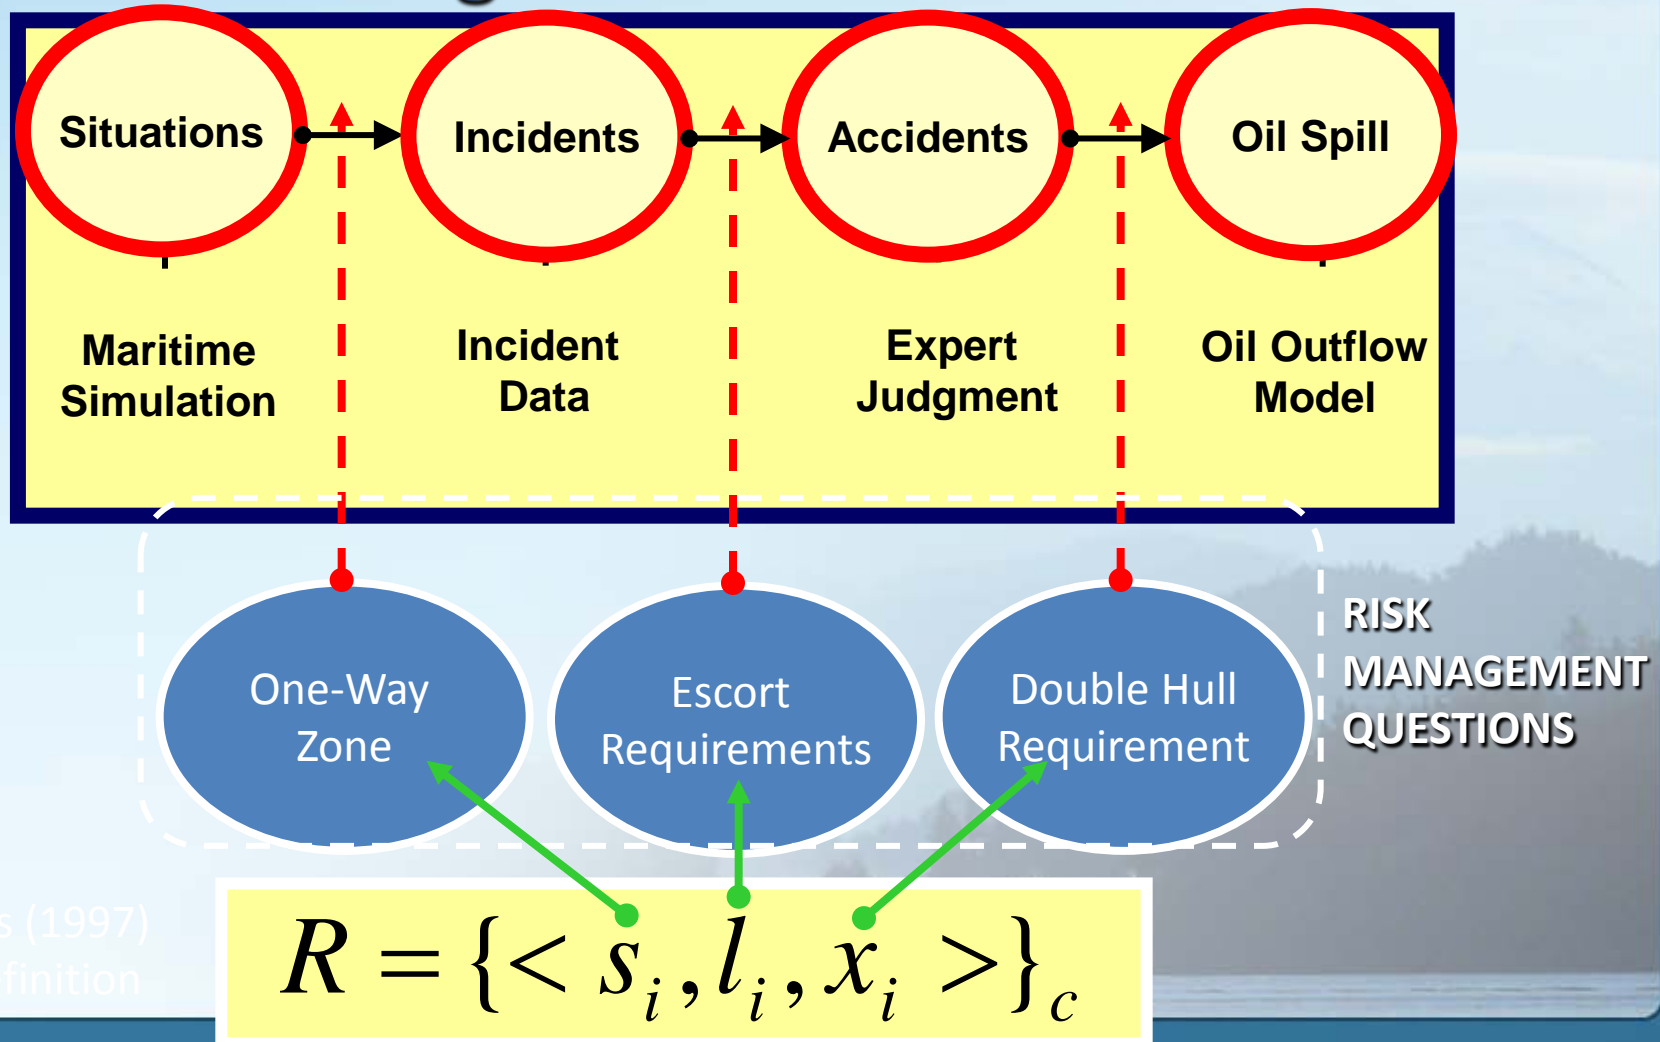 Situations
Incidents
Accidents
Oil Spill
Maritime
Simulation
Incident
Data
Expert
Judgment
Oil Outflow
Model
One-Way
Zone
Escort
Requirements
Double Hull
Requirement
RISK
MANAGEMENT
QUESTIONS
(1997)
R = {< s_i, l_i, x_i >}_c